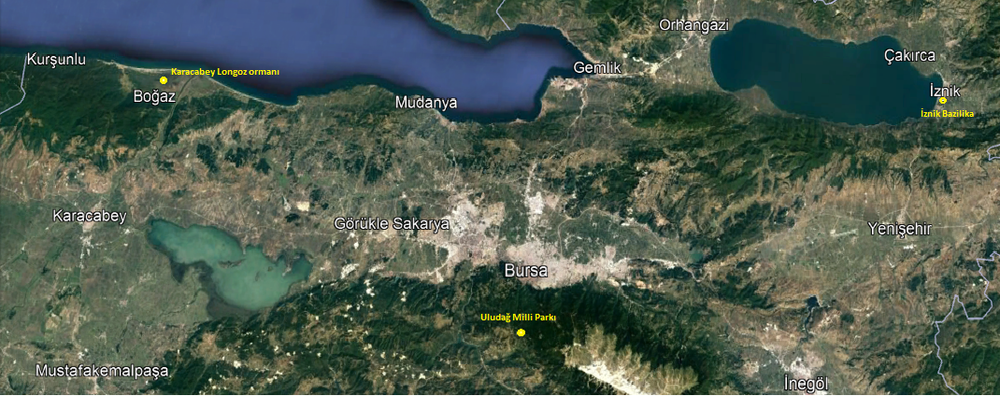 Orhangazi
Kurşunlu
Karacabey Longoz ormanı
Gemlik
Çakırca
Boğaz
Mudanya
İznik
İznik Bazilika
Karacabey
Görükle Sakarya
Yenişehir
Bursa
Uludağ Milli Parkı
Mustafakemalpaşa
İnegöl